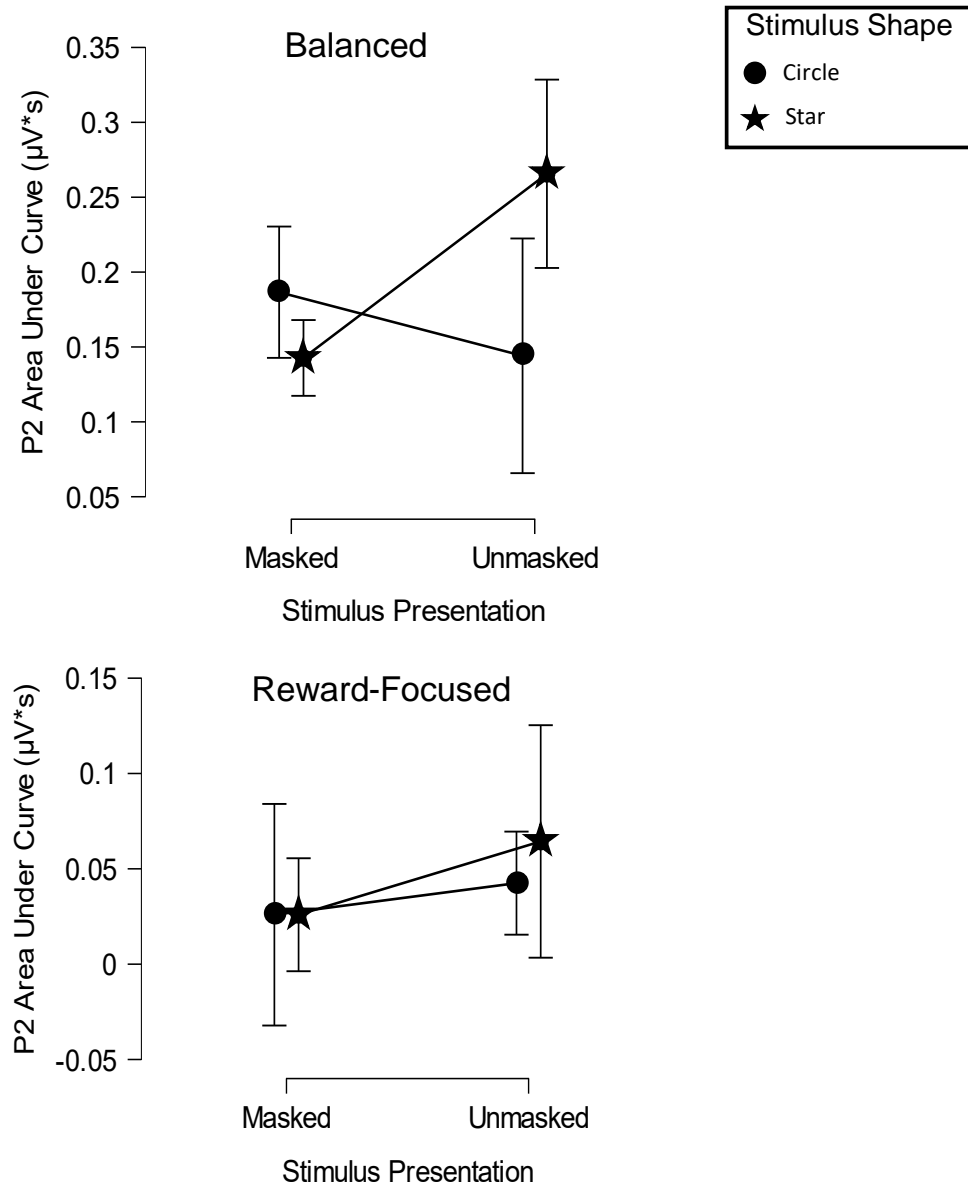 Balanced
Stimulus Shape
Circle
Star
P2 Area Under Curve (µV*s)
0.35
0.3
0.25
0.2
0.15
0.1
0.05
Masked Unmasked
Stimulus Presentation
Reward-Focused
P2 Area Under Curve (µV*s)
0.15
0.1
0.05
0
-0.05
Masked Unmasked
Stimulus Presentation